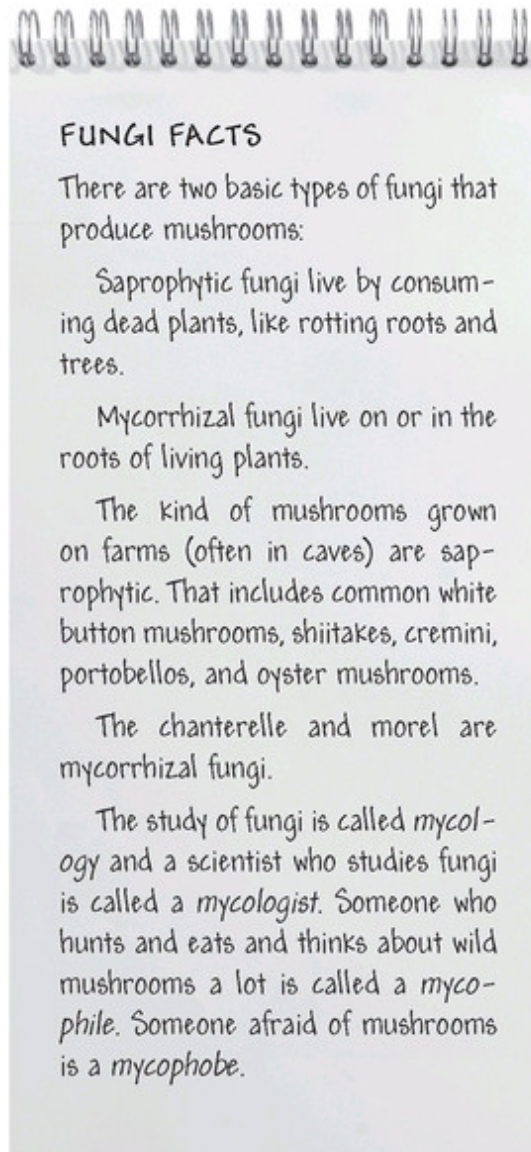 FUNGI FACTS
There are two basic types of fungi that
produce mushrooms:
Saprophytic fungi live by consum-
ing dead plants, like rotting roots and
trees.
Mycorrhizal fungi live on or in the
roots of living plants.
The kind of mushrooms grown
on farms (often in caves) are sap-
rophytic. That includes common white
button mushrooms, shiitakes, cremini,
portobellos, and oyster mushrooms.
The chanterelle and morel are
mycorrhizal fungi.
The study of fungi is called mycol-
ogy and a scientist who studies fungi
is called a mycologist. Someone who
hunts and eats and thinks about wild
mushrooms a lot is called a myco-
phile. Someone afraid of mushrooms
is a mycophobe.